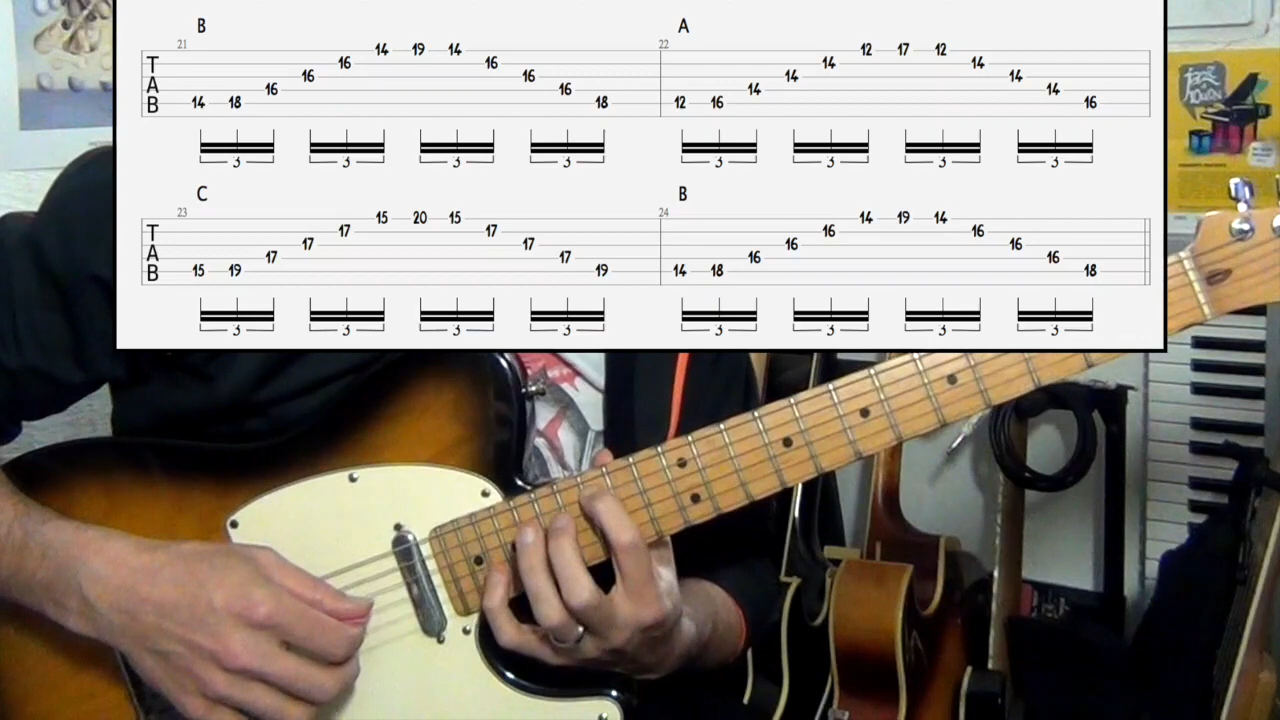 B A
21 22
14 19 14 12 17 12
T 16 16 14 14
A 16 16 14 14
16 16 14 14
B 14 18 18 12 16 16
3 3 3 3 3 3 3 3
C B
23 24
15 20 15 14 19 14
T 17 17 16 16
A 17 17 16 16
17 17 16 16
B 15 19 19 14 18 18
3 3 3 3 3 3 3 3
jazz